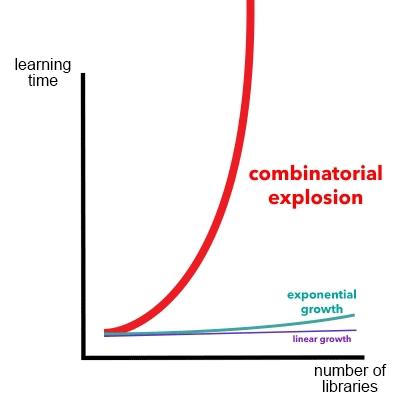 learning
time
combinatorial
explosion
exponential
growth
linear growth
number of
libraries